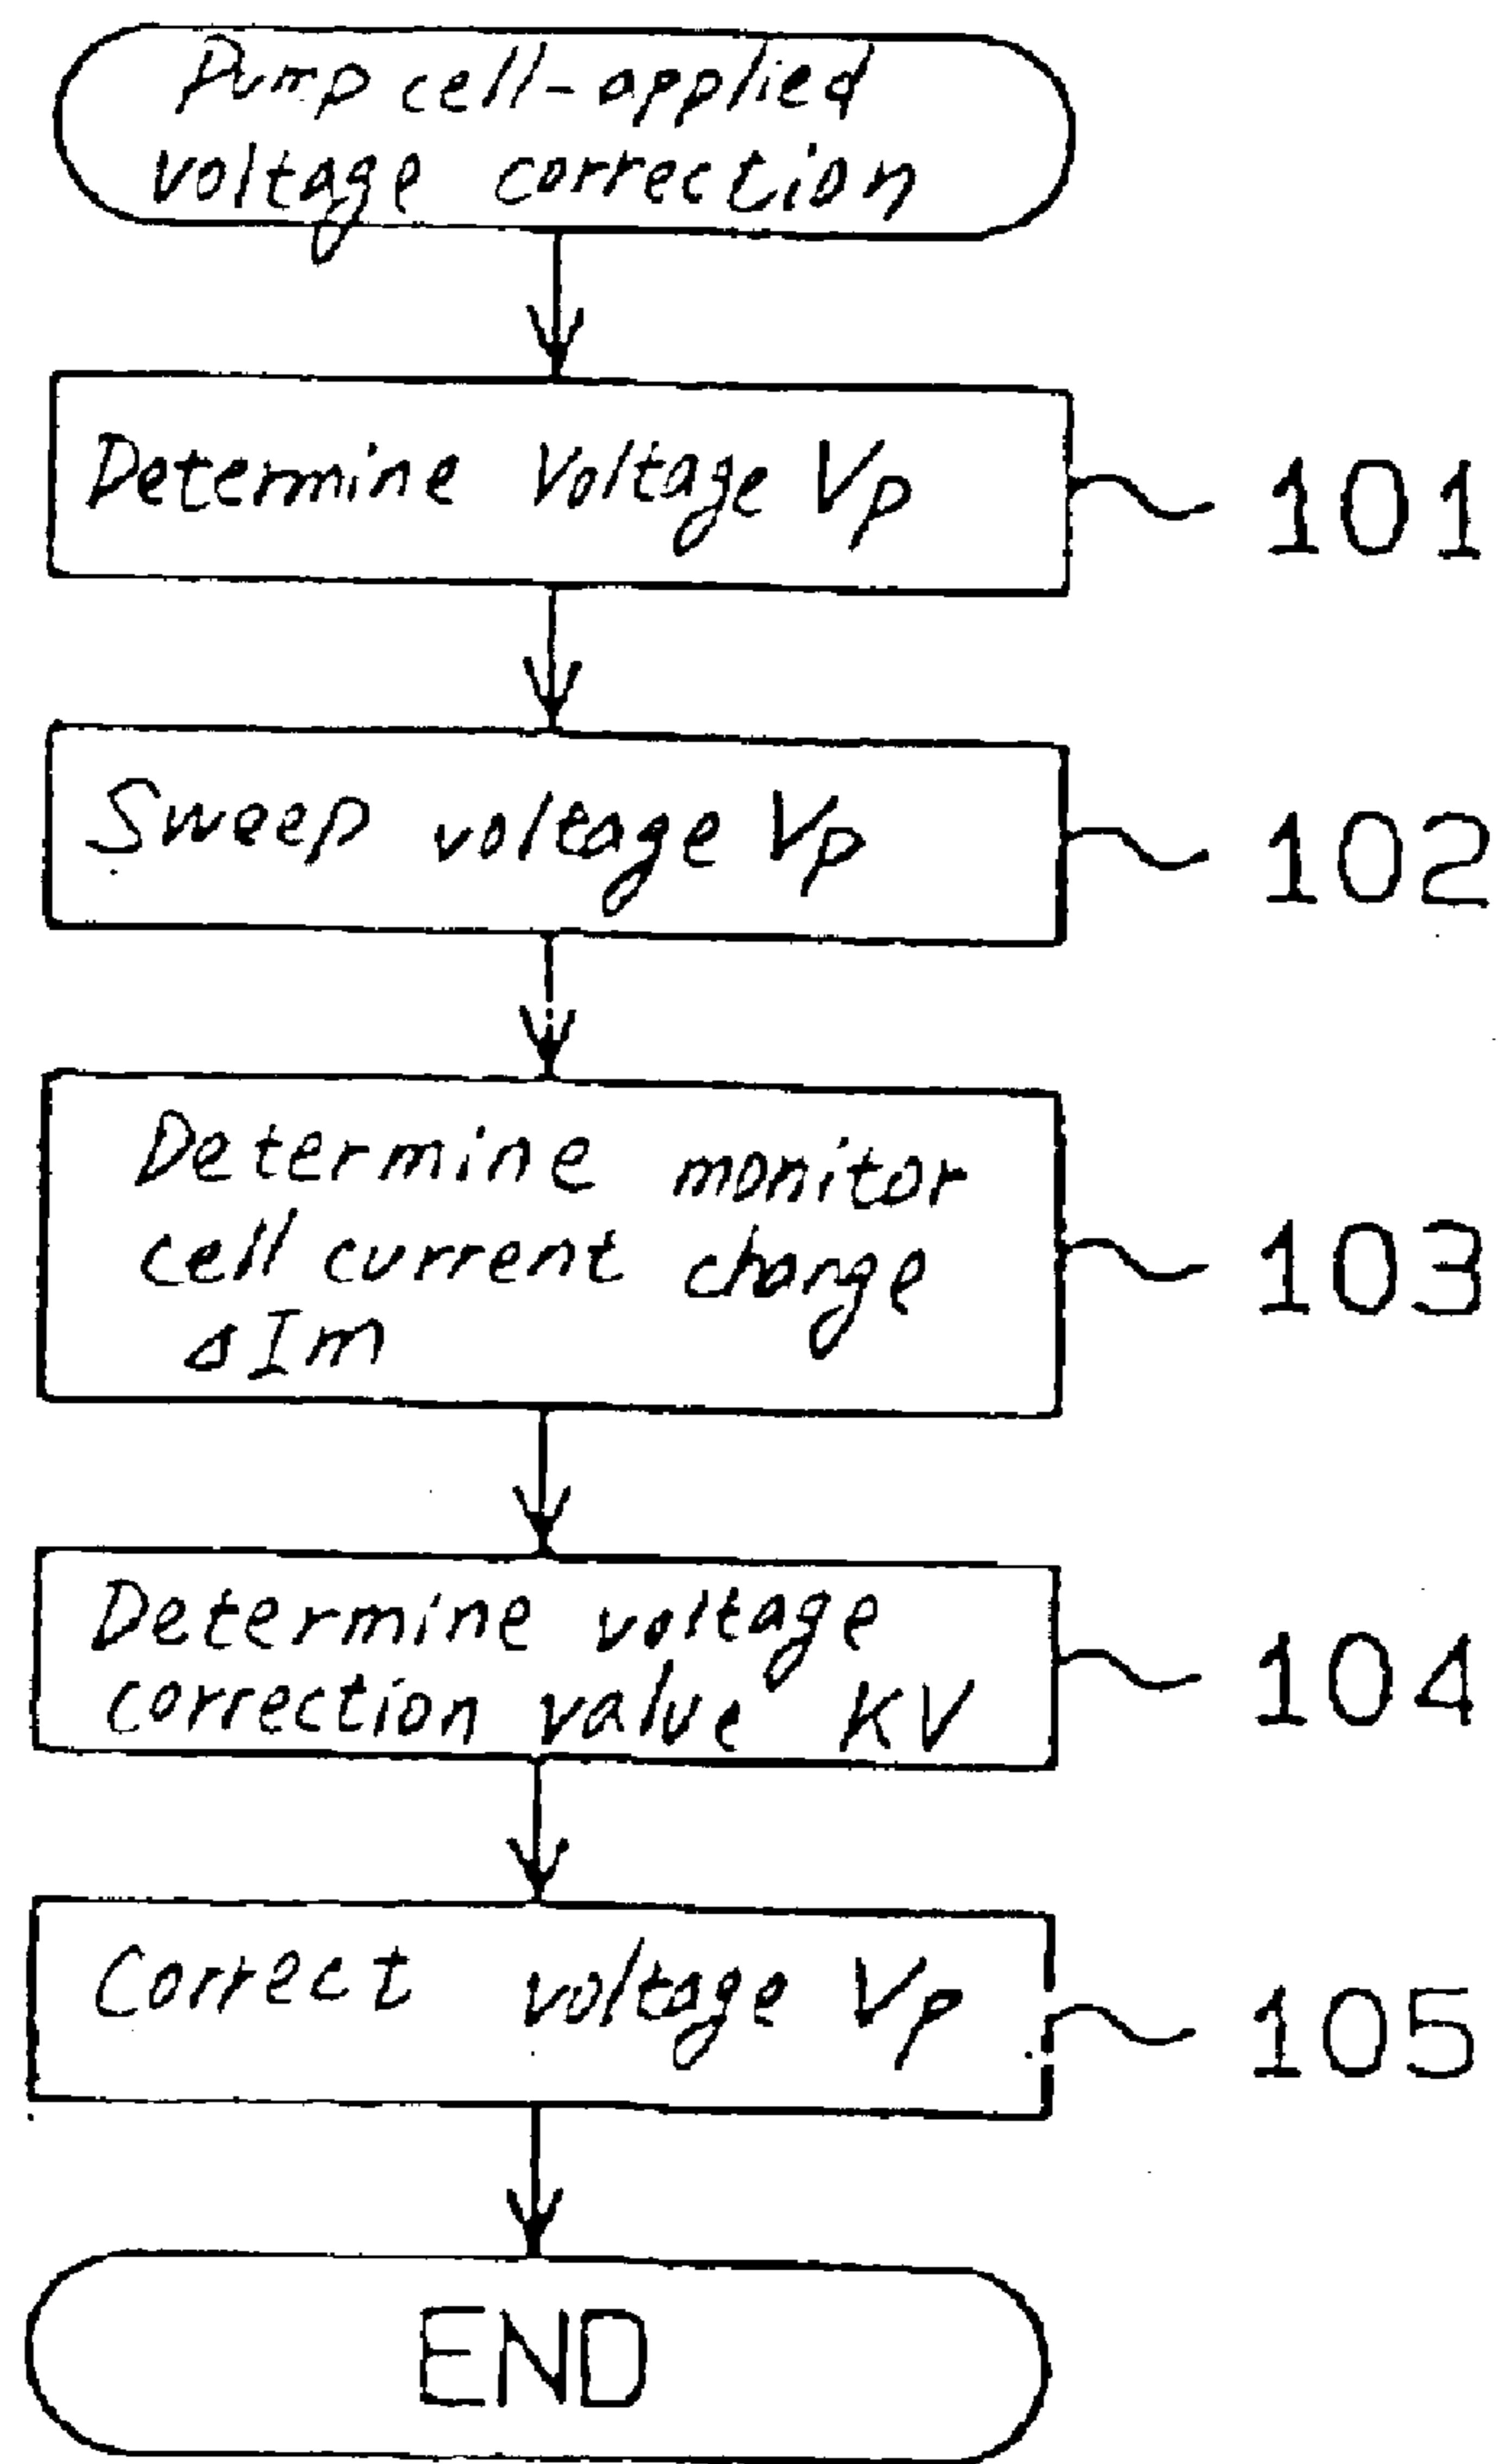 Pump cell-applied
voltage correction
Determine Voltage Vp
101
Sweep voltage Vp
102
Determine monitor
cell current change
ΔIm
103
Determine voltage
correction value KV
104
Correct voltage Vp
105
END